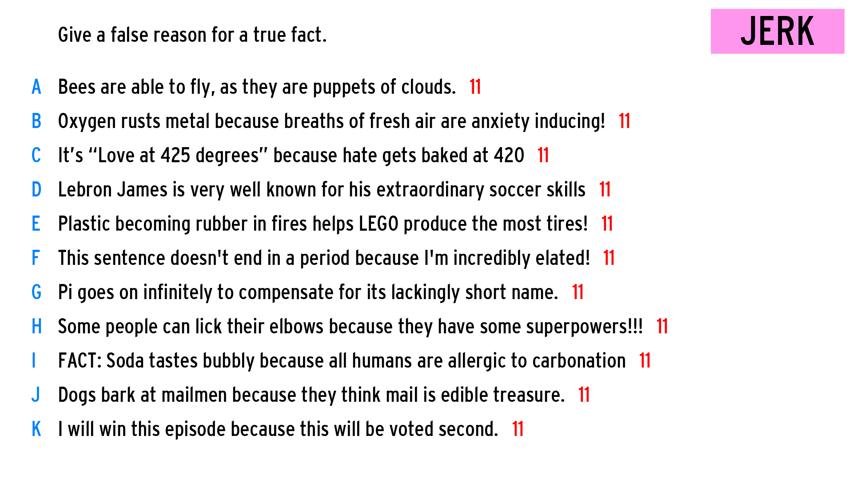 Give a false reason for a true fact.
JERK
A Bees are able to fly, as they are puppets of clouds. 11
B Oxygen rusts metal because breaths of fresh air are anxiety inducing! 11
C It's “Love at 425 degrees” because hate gets baked at 420 11
D Lebron James is very well known for his extraordinary soccer skills 11
E Plastic becoming rubber in fires helps LEGO produce the most tires! 11
F This sentence doesn't end in a period because I'm incredibly elated! 11
G Pi goes on infinitely to compensate for its lackingly short name. 11
H Some people can lick their elbows because they have some superpowers!!! 11
I FACT: Soda tastes bubbly because all humans are allergic to carbonation 11
J Dogs bark at mailmen because they think mail is edible treasure. 11
K I will win this episode because this will be voted second. 11